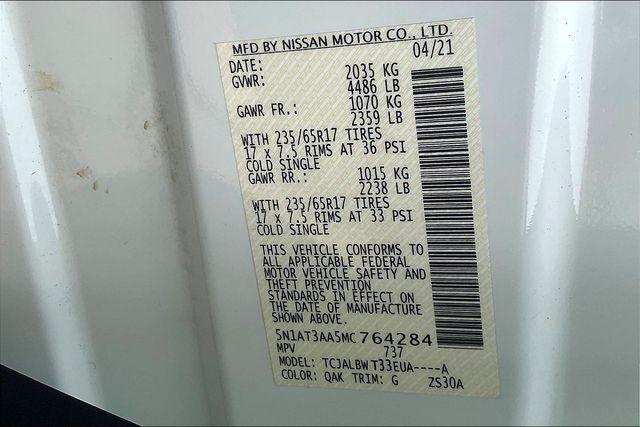 MFD BY NISSAN MOTOR CO., LTD.
DATE: 04/21
GVWR: 2035 KG
4486 LB
GAWR FR.: 1070 KG
2359 LB
WITH 235/65R17 TIRES
17 x 7.5 RIMS AT 36 PSI
COLD SINGLE
GAWR RR.: 1015 KG
2238 LB
WITH 235/65R17 TIRES
17 x 7.5 RIMS AT 33 PSI
COLD SINGLE
THIS VEHICLE CONFORMS TO
ALL APPLICABLE FEDERAL
MOTOR VEHICLE SAFETY AND
THEFT PREVENTION
STANDARDS IN EFFECT ON
THE DATE OF MANUFACTURE
SHOWN ABOVE.
5N1AT3AA5MC764284
MPV 737
MODEL: TCJALBWT33EUA----A
COLOR: QAK TRIM: G ZS30A